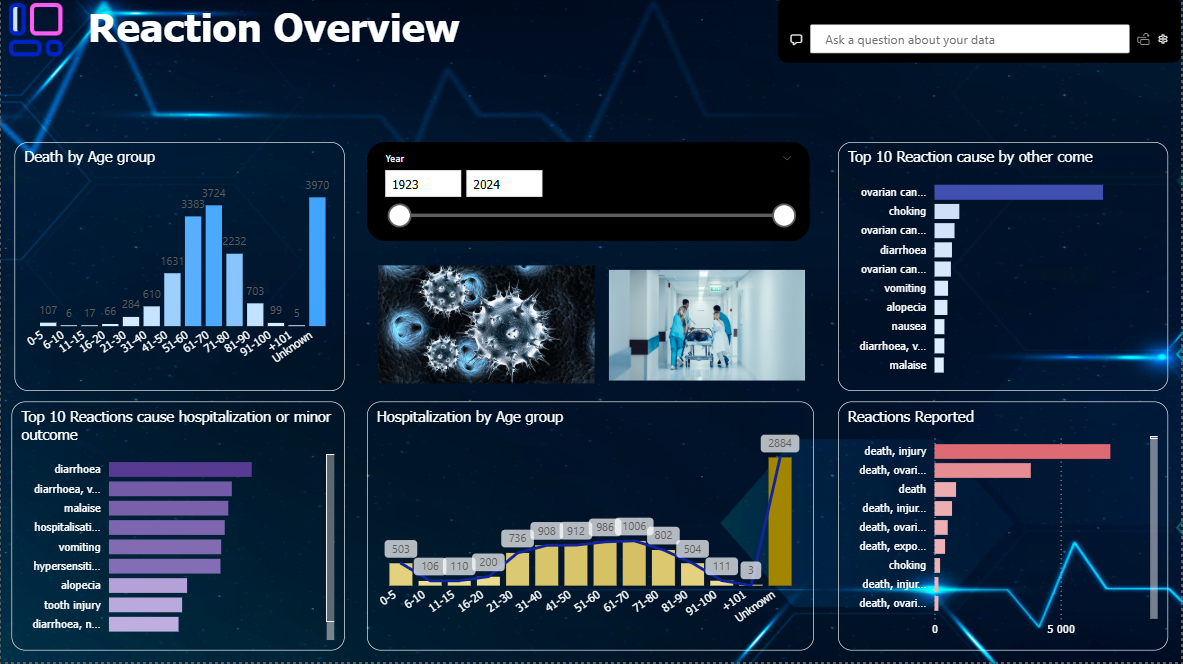 Reaction Overview
Ask a question about your data
Death by Age group
107
6
17
66
284
610
1631
3383
3724
2232
703
99
5
3970
0-5
6-10
11-15
16-20
21-30
31-40
41-50
51-60
61-70
71-80
81-90
91-100
+101
Unknown
Year
1923
2024
Top 10 Reaction cause by other come
ovarian can...
choking
ovarian can...
diarrhoea
ovarian can...
vomiting
alopecia
nausea
diarrhoea, v...
malaise
Top 10 Reactions cause hospitalization or minor
outcome
diarrhoea
diarrhoea, v...
malaise
hospitalisati...
vomiting
hypersensiti...
alopecia
tooth injury
diarrhoea, n...
Hospitalization by Age group
503
106
110
200
736
908
912
986
1006
802
504
111
3
2884
0-5
6-10
11-15
16-20
21-30
31-40
41-50
51-60
61-70
71-80
81-90
91-100
+101
Unknown
Reactions Reported
death, injury
death, ovari...
death
death, injur...
death, ovari...
death, expo...
choking
death, injur...
death, ovari...
0
5 000